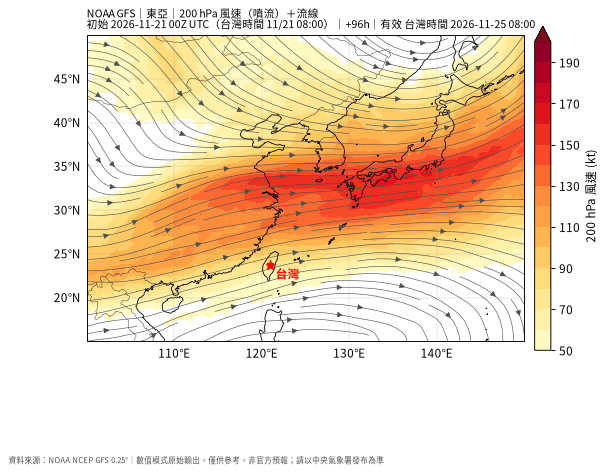 NOAA GFS｜東亞｜200 hPa 風速（噴流）＋流線
初始 2026-11-21 00Z UTC（台灣時間 11/21 08:00）｜+96h｜有效 台灣時間 2026-11-25 08:00
45°N
40°N
35°N
30°N
25°N
20°N
110°E
120°E
130°E
140°E
台灣
190
170
150
130
110
90
70
50
200 hPa 風速 (kt)
資料來源：NOAA NCEP GFS 0.25°｜數值模式原始輸出，僅供參考，非官方預報；請以中央氣象署發布為準